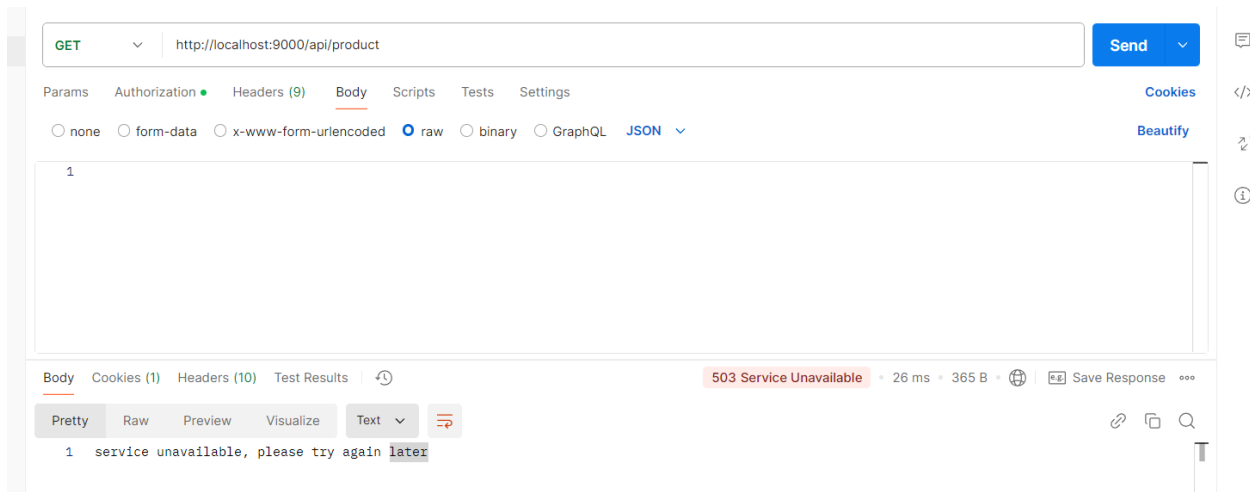 GET http://localhost:9000/api/product Send
Params Authorization Headers (9) Body Scripts Tests Settings Cookies
none form-data x-www-form-urlencoded raw binary GraphQL JSON Beautify
1
Body Cookies (1) Headers (10) Test Results 503 Service Unavailable 26 ms 365 B e.g. Save Response
Pretty Raw Preview Visualize Text
1 service unavailable, please try again later